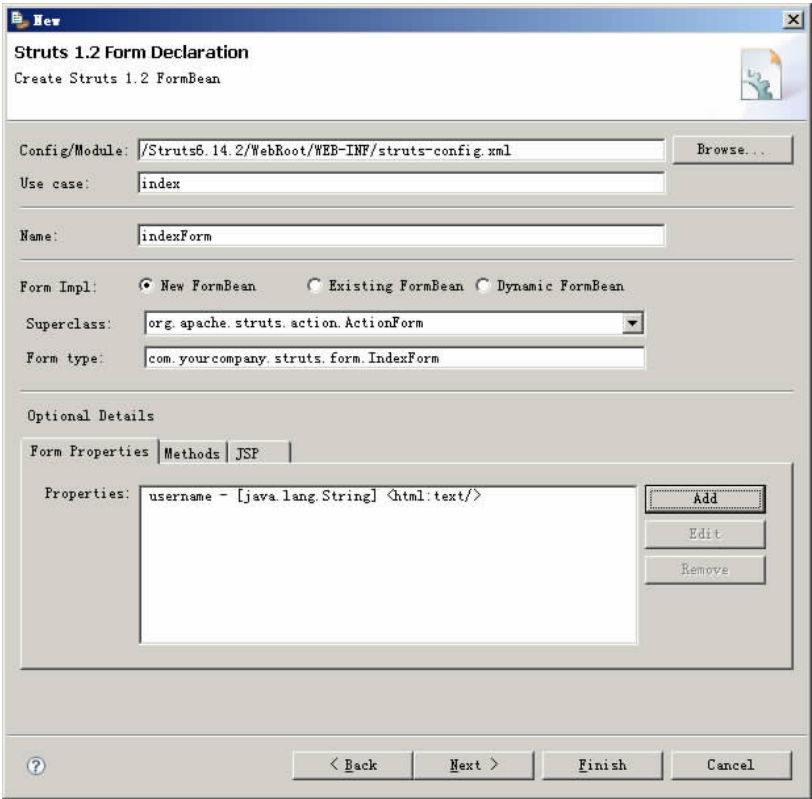 New
Struts 1.2 Form Declaration
Create Struts 1.2 FormBean
Config/Module: /Struts6.14.2/WebRoot/WEB-INF/struts-config.xml Browse...
Use case: index
Name: indexForm
Form Impl: New FormBean Existing FormBean Dynamic FormBean
Superclass: org.apache.struts.action.ActionForm
Form type: com.yourcompany.struts.form.IndexForm
Optional Details
Form Properties Methods JSP
Properties: username - [java.lang.String] <html:text/> Add
Edit
Remove
? < Back Next > Finish Cancel